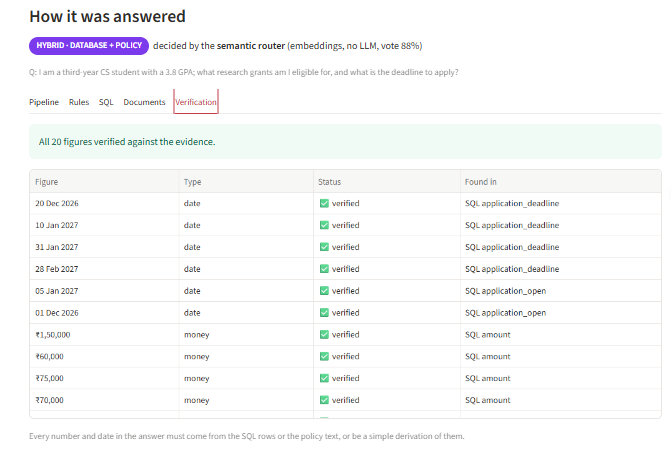 How it was answered
HYBRID · DATABASE + POLICY decided by the semantic router (embeddings, no LLM, vote 88%)
Q: I am a third-year CS student with a 3.8 GPA; what research grants am I eligible for, and what is the deadline to apply?
Pipeline Rules SQL Documents Verification
All 20 figures verified against the evidence.
Figure Type Status Found in
20 Dec 2026 date ✅ verified SQL application_deadline
10 Jan 2027 date ✅ verified SQL application_deadline
31 Jan 2027 date ✅ verified SQL application_deadline
28 Feb 2027 date ✅ verified SQL application_deadline
05 Jan 2027 date ✅ verified SQL application_open
01 Dec 2026 date ✅ verified SQL application_open
₹1,50,000 money ✅ verified SQL amount
₹60,000 money ✅ verified SQL amount
₹75,000 money ✅ verified SQL amount
₹70,000 money ✅ verified SQL amount
Every number and date in the answer must come from the SQL rows or the policy text, or be a simple derivation of them.